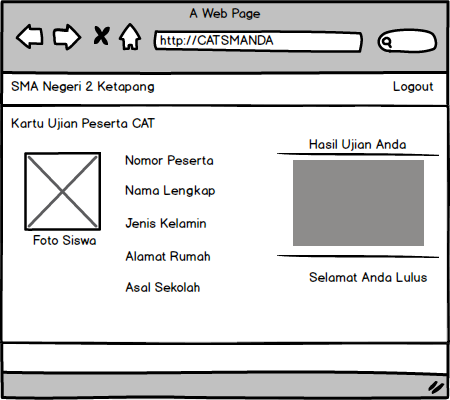 A Web Page
http://CATSMANDA
SMA Negeri 2 Ketapang
Logout
Kartu Ujian Peserta CAT
Foto Siswa
Nomor Peserta
Nama Lengkap
Jenis Kelamin
Alamat Rumah
Asal Sekolah
Hasil Ujian Anda
Selamat Anda Lulus